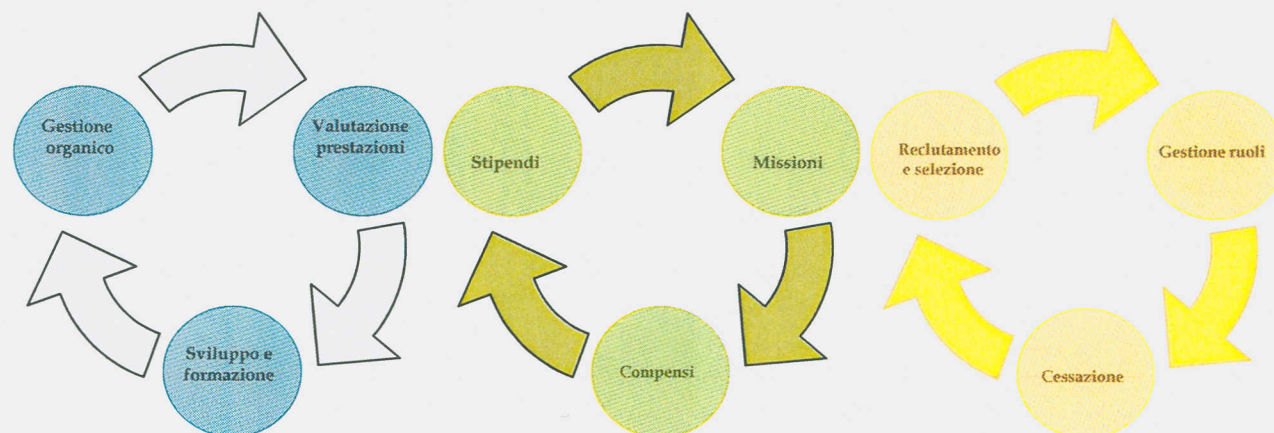 Gestione
organico
Valutazione
prestazioni
Sviluppo e
formazione
Stipendi
Missioni
Compensi
Reclutamento
e selezione
Gestione ruoli
Cessazione